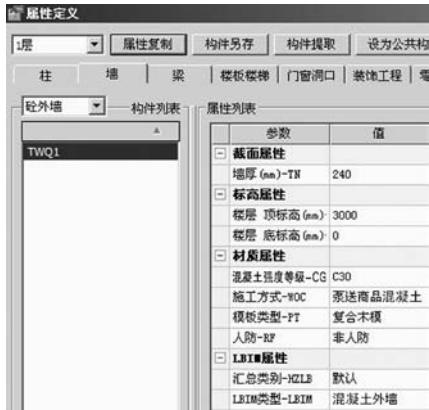 属性定义
1层 属性复制 构件另存 构件提取 设为公共构
柱 墙 梁 楼板楼梯 门窗洞口 装饰工程
砼外墙 构件列表 属性列表
参数 值
TWQ1
截面属性
墙厚(mm)-TN 240
标高属性
楼层 顶标高(mm) 3000
楼层 底标高(mm) 0
材质属性
混凝土强度等级-CG C30
施工方式-WOC 泵送商品混凝土
模板类型-PT 复合木模
人防-RF 非人防
LBIM属性
汇总类别-HZLB 默认
LBIM类型-LBIM 混凝土外墙